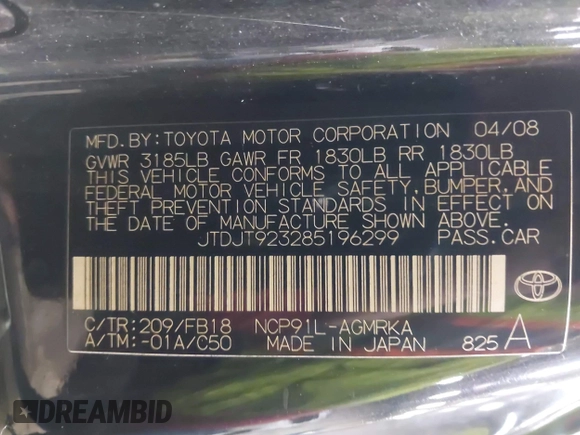 MFD.BY:TOYOTA MOTOR CORPORATION 04/08
GVWR 3185LB GAWR FR 1830LB RR 1830LB
THIS VEHICLE CONFORMS TO ALL APPLICABLE
FEDERAL MOTOR VEHICLE SAFETY,BUMPER,AND
THEFT PREVENTION STANDARDS IN EFFECT ON
THE DATE OF MANUFACTURE SHOWN ABOVE.
JTDJT923285196299 PASS.CAR
C/TR:209/FB18 NCP91L-AGMRKA
A/TM:-01A/C50 MADE IN JAPAN 825 A
DREAMBID